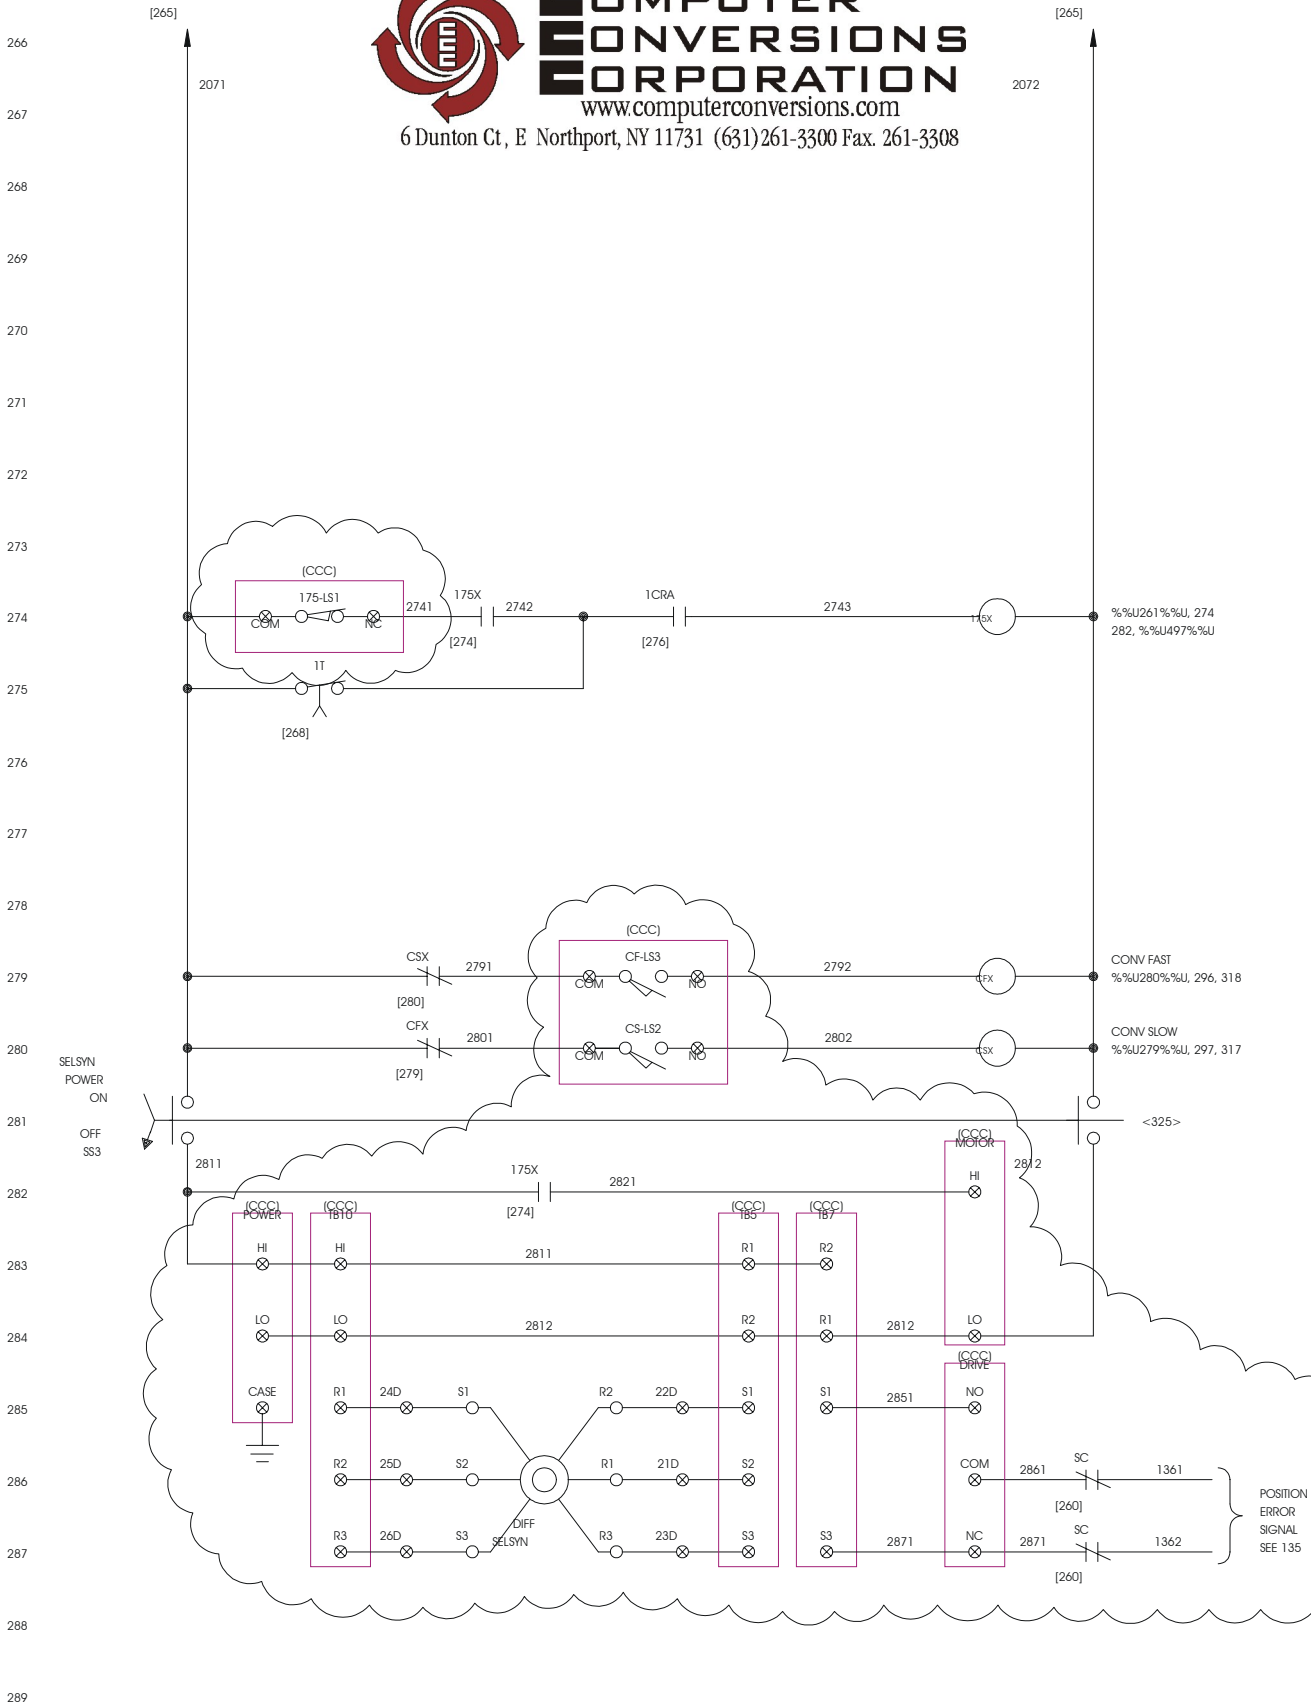 [265] [265]
OMPUTER
266 ONVERSIONS
ORPORATION
2071 2072
www.computerconversions.com
267
6 Dunton Ct , E Northport, NY 11731 (631)261-3300 Fax. 261-3308
268
269
270
271
272
273
(CCC)
175-LS1 2741 175X 2742 1CRA 2743
274 COM NC 175X %%U261%%U, 274
[274] [276] 282, %%U497%%U
1T
275
[268]
276
277
278
(CCC)
CSX 2791 CF-LS3 2792 CONV FAST
279 COM NO CFX %%U280%%U, 296, 318
[280]
CFX 2801 CS-LS2 2802 CONV SLOW
280 COM NO CSX %%U279%%U, 297, 317
[279]
SELSYN
POWER
ON
281 <325>
OFF
SS3
(CCC)
MOTOR
2811 175X 2821 HI 2812
282
[274]
(CCC) (CCC) (CCC) (CCC)
POWER TB10 TB5 TB7
HI HI 2811 R1 R2
283
LO LO 2812 R2 R1 2812 LO
284
(CCC)
DRIVE
CASE R1 24D S1 R2 22D S1 S1 2851 NO
285
R2 25D S2 R1 21D S2 COM 2861 SC 1361
286
[260]
POSITION
ERROR
SIGNAL
SEE 135
DIFF
SELSYN
R3 26D S3 R3 23D S3 S3 2871 NC 2871 SC 1362
287
[260]
288
289